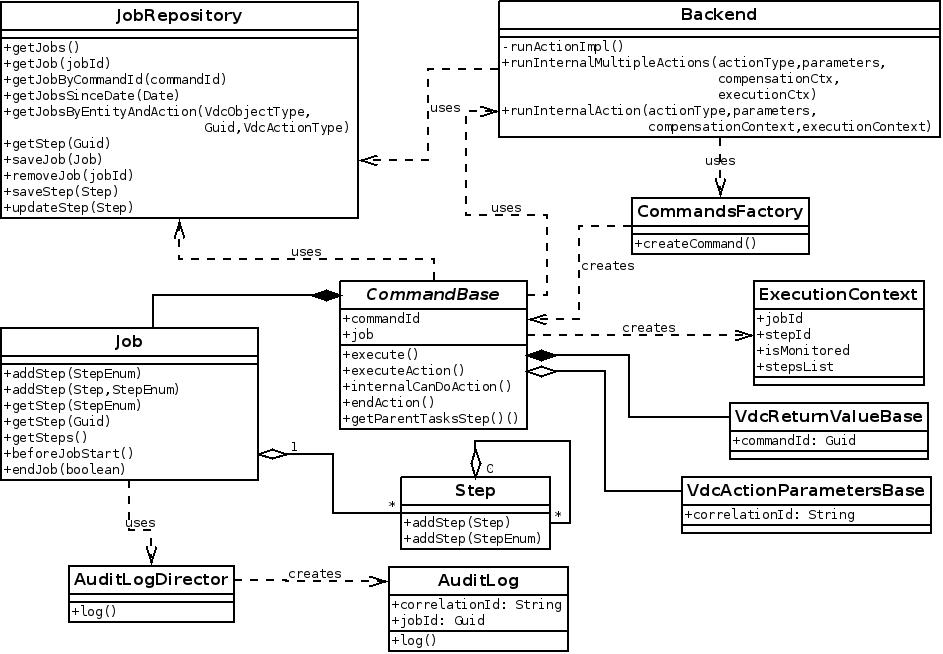 JobRepository
+getJobs()
+getJob(jobId)
+getJobByCommandId(commandId)
+getJobsSinceDate(Date)
+getJobsByEntityAndAction(VdcObjectType,
Guid,VdcActionType)
+getStep(Guid)
+saveJob(Job)
+removeJob(jobId)
+saveStep(Step)
+updateStep(Step)
Backend
-runActionImpl()
+runInternalMultipleActions(actionType,parameters,
compensationCtx,
executionCtx)
+runInternalAction(actionType,parameters,
compensationContext,executionContext)
uses
uses
uses
CommandsFactory
+createCommand()
uses
creates
CommandBase
+commandId
+job
+execute()
+executeAction()
+internalCanDoAction()
+endAction()
+getParentTasksStep()()
creates
ExecutionContext
+jobId
+stepId
+isMonitored
+stepsList
Job
+addStep(StepEnum)
+addStep(Step,StepEnum)
+getStep(StepEnum)
+getStep(Guid)
+getSteps()
+beforeJobStart()
+endJob(boolean)
VdcReturnValueBase
+commandId: Guid
1
*
C
*
Step
+addStep(Step)
+addStep(StepEnum)
VdcActionParametersBase
+correlationId: String
uses
AuditLogDirector
+log()
creates
AuditLog
+correlationId: String
+jobId: Guid
+log()